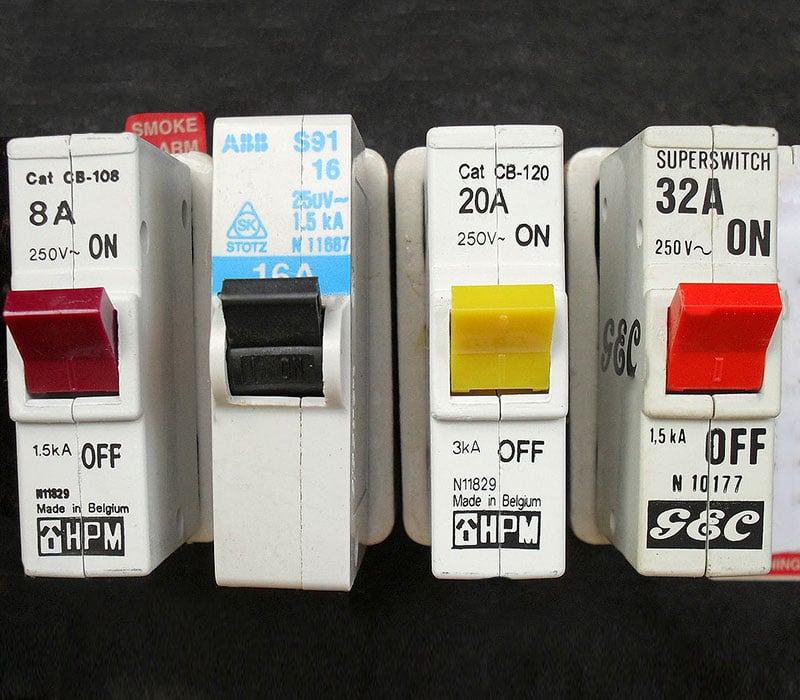 SMOKE
ARM
Cat CB-108
8A
250V~ ON
1.5kA OFF
N11829
Made in Belgium
HPM
ABB S91
16
250V~
1.5 kA
SK
STOTZ
N 11687
16A
ON
Cat CB-120
20A
250V~ ON
3kA OFF
N11829
Made in Belgium
HPM
SUPERSWITCH
32A
250V~ ON
GEC
1,5 kA OFF
N 10177
GEC